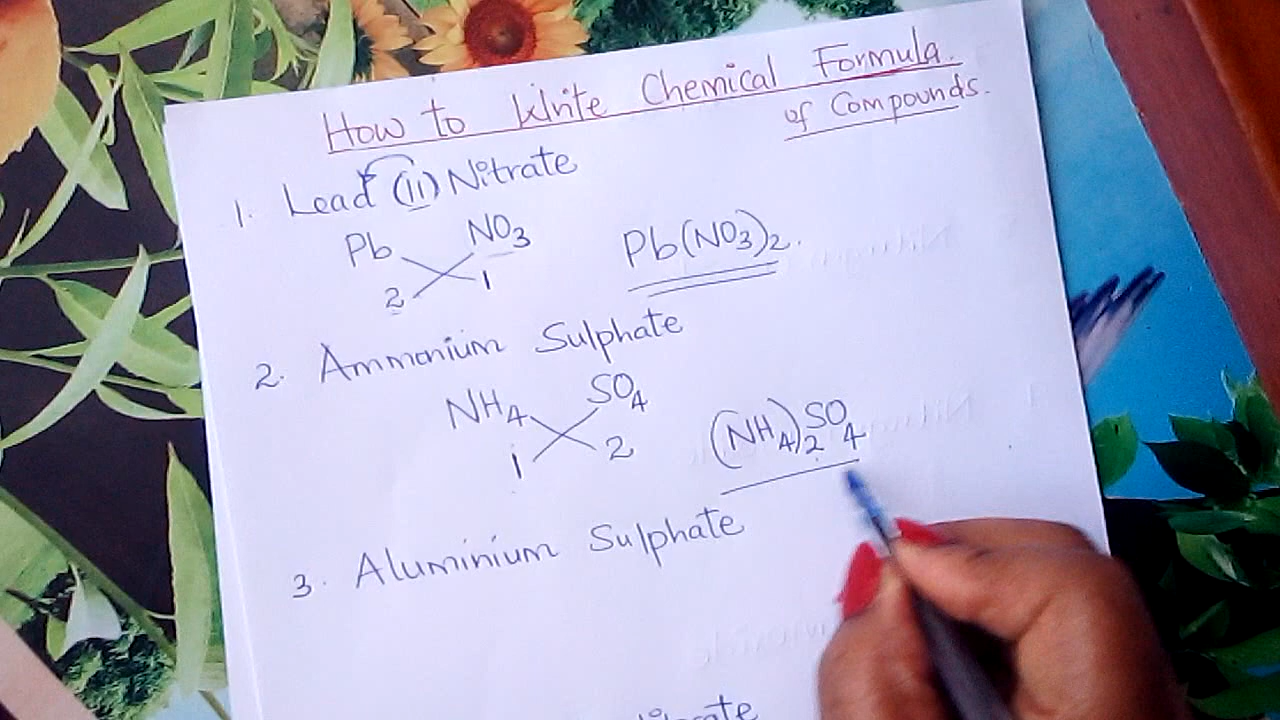 How to Write Chemical Formula
of Compounds.
1. Lead (II) Nitrate
Pb NO3
2 1
Pb(NO3)2.
2. Ammonium Sulphate
NH4 SO4
1 2
(NH4)2SO4
3. Aluminium Sulphate